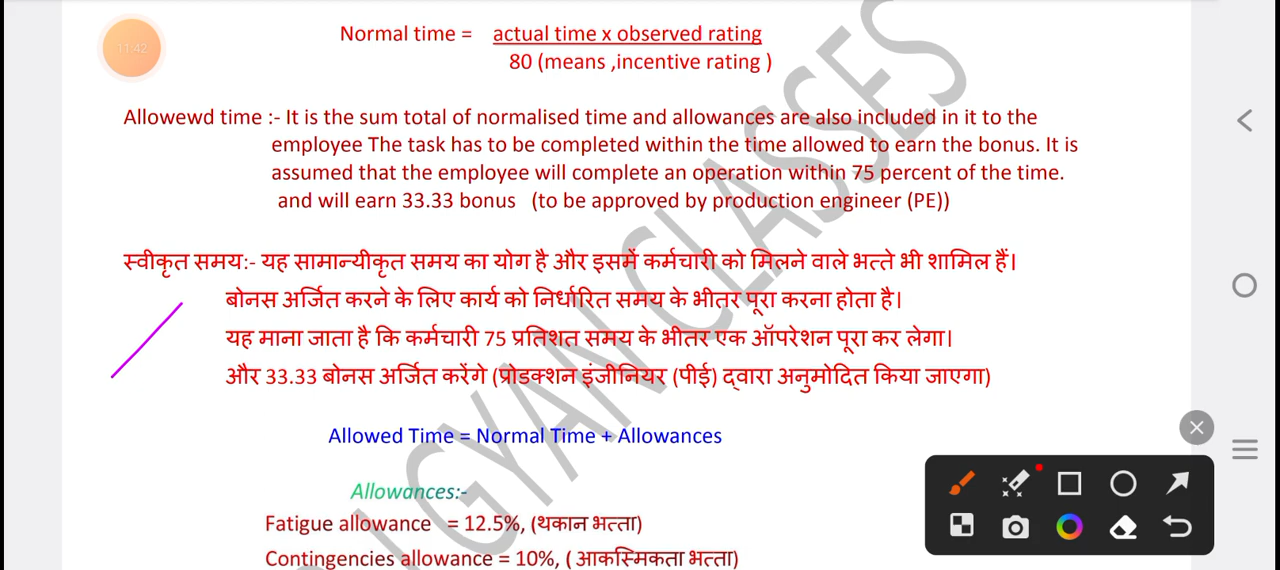 11:42
Normal time = actual time x observed rating
80 (means ,incentive rating )
Allowewd time :- It is the sum total of normalised time and allowances are also included in it to the
employee The task has to be completed within the time allowed to earn the bonus. It is
assumed that the employee will complete an operation within 75 percent of the time.
and will earn 33.33 bonus (to be approved by production engineer (PE))
स्वीकृत समय:- यह सामान्यीकृत समय का योग है और इसमें कर्मचारी को मिलने वाले भत्ते भी शामिल हैं।
बोनस अर्जित करने के लिए कार्य को निर्धारित समय के भीतर पूरा करना होता है।
यह माना जाता है कि कर्मचारी 75 प्रतिशत समय के भीतर एक ऑपरेशन पूरा कर लेगा।
और 33.33 बोनस अर्जित करेंगे (प्रोडक्शन इंजीनियर (पीई) द्वारा अनुमोदित किया जाएगा)
Allowed Time = Normal Time + Allowances
Allowances:-
Fatigue allowance = 12.5%, (थकान भत्ता)
Contingencies allowance = 10%, ( आकस्मिकता भत्ता)
GYAN CLASSES